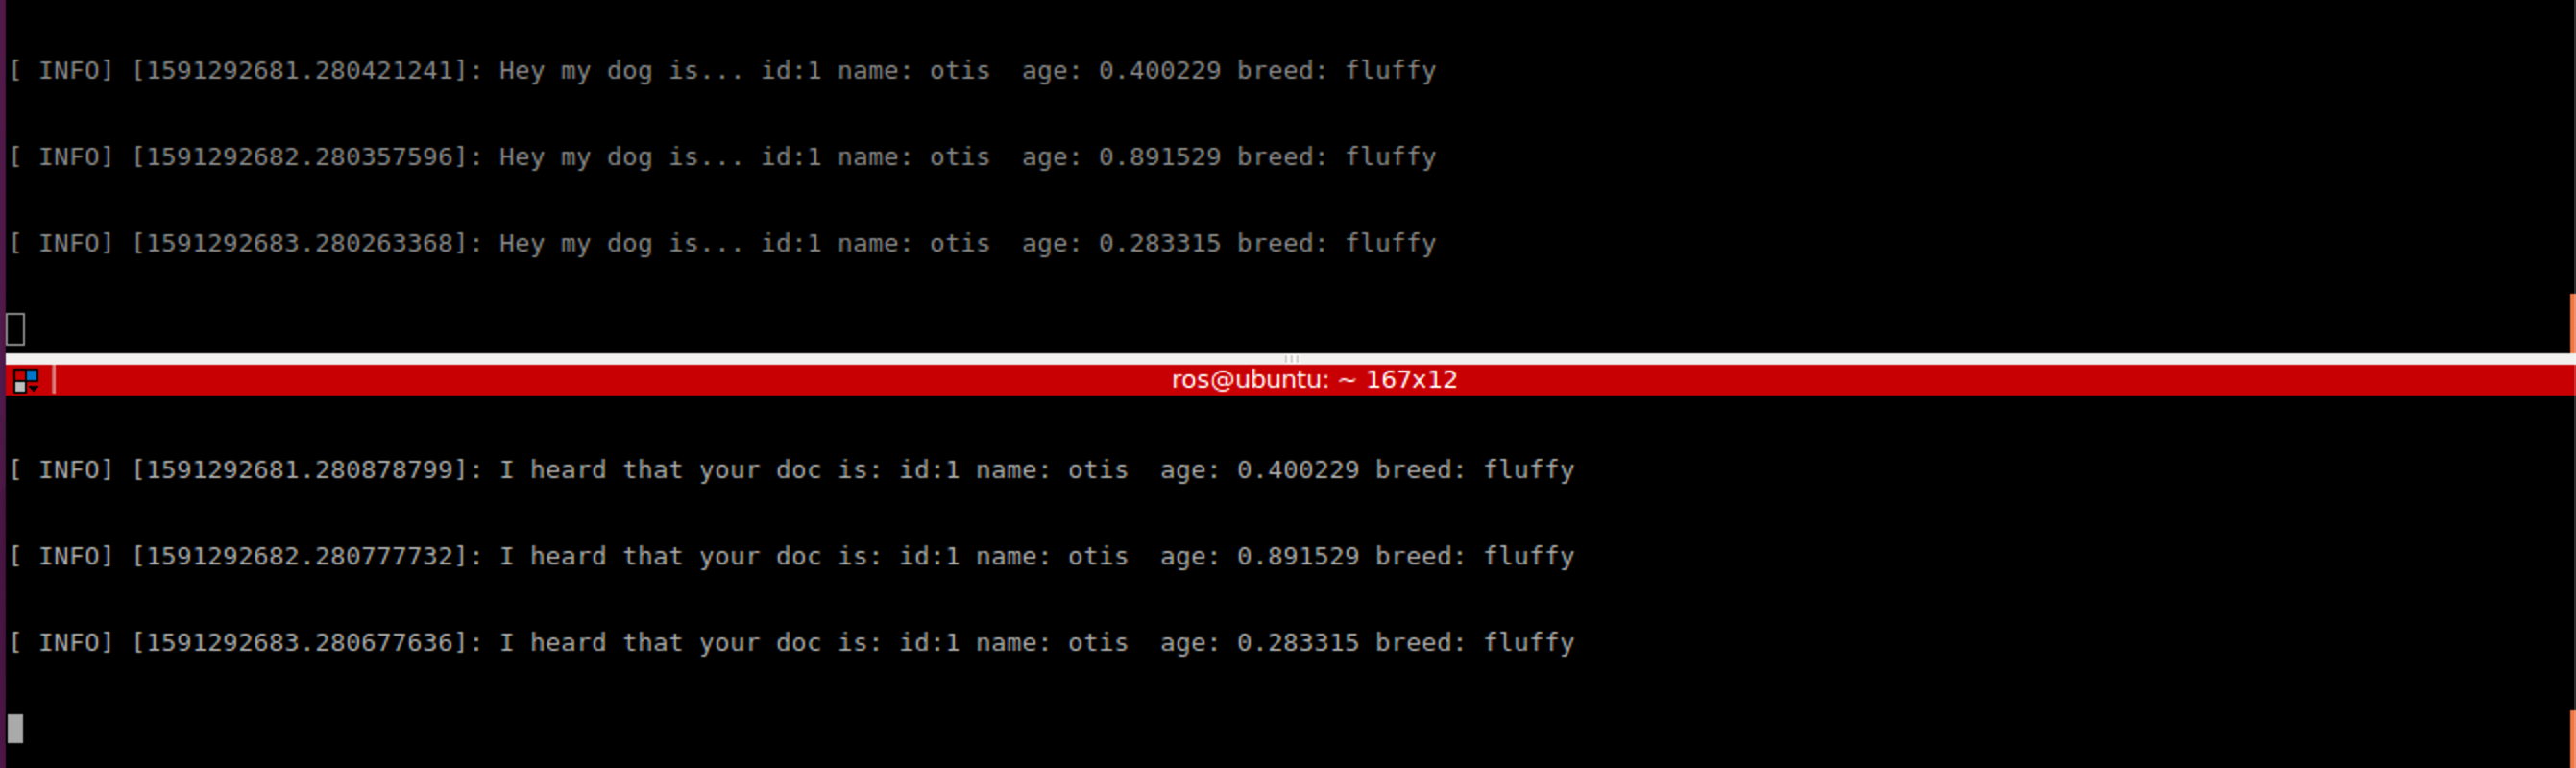 [ INFO] [1591292681.280421241]: Hey my dog is... id:1 name: otis  age: 0.400229 breed: fluffy
[ INFO] [1591292682.280357596]: Hey my dog is... id:1 name: otis  age: 0.891529 breed: fluffy
[ INFO] [1591292683.280263368]: Hey my dog is... id:1 name: otis  age: 0.283315 breed: fluffy
ros@ubuntu: ~ 167x12
[ INFO] [1591292681.280878799]: I heard that your doc is: id:1 name: otis  age: 0.400229 breed: fluffy
[ INFO] [1591292682.280777732]: I heard that your doc is: id:1 name: otis  age: 0.891529 breed: fluffy
[ INFO] [1591292683.280677636]: I heard that your doc is: id:1 name: otis  age: 0.283315 breed: fluffy